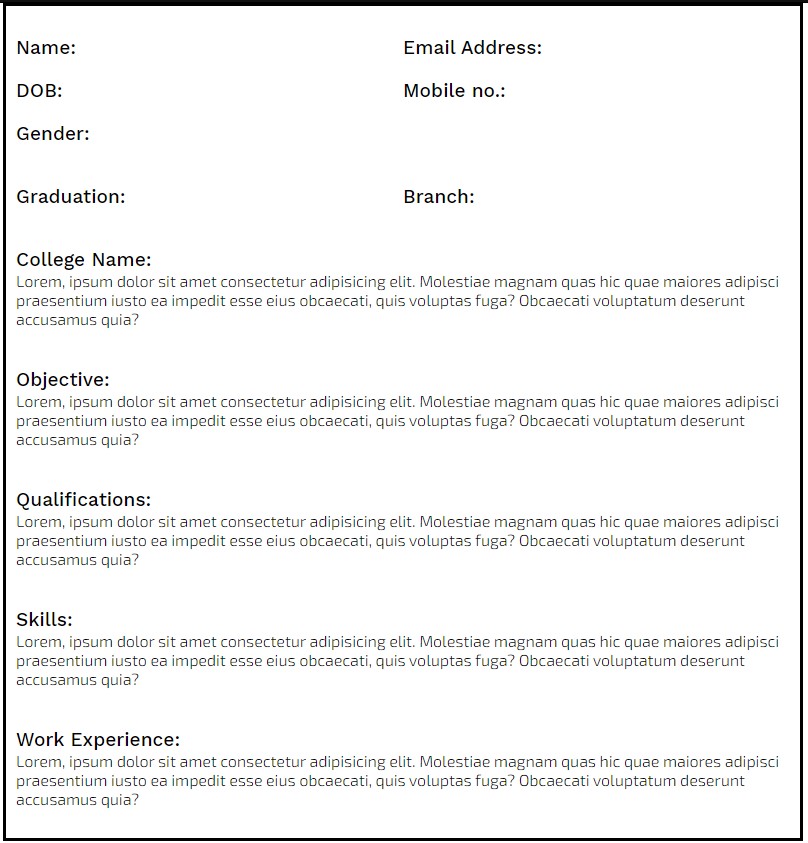 Name: Email Address:
DOB: Mobile no.:
Gender:
Graduation: Branch:
College Name:
Lorem, ipsum dolor sit amet consectetur adipisicing elit. Molestiae magnam quas hic quae maiores adipisci
praesentium iusto ea impedit esse eius obcaecati, quis voluptas fuga? Obcaecati voluptatum deserunt
accusamus quia?
Objective:
Lorem, ipsum dolor sit amet consectetur adipisicing elit. Molestiae magnam quas hic quae maiores adipisci
praesentium iusto ea impedit esse eius obcaecati, quis voluptas fuga? Obcaecati voluptatum deserunt
accusamus quia?
Qualifications:
Lorem, ipsum dolor sit amet consectetur adipisicing elit. Molestiae magnam quas hic quae maiores adipisci
praesentium iusto ea impedit esse eius obcaecati, quis voluptas fuga? Obcaecati voluptatum deserunt
accusamus quia?
Skills:
Lorem, ipsum dolor sit amet consectetur adipisicing elit. Molestiae magnam quas hic quae maiores adipisci
praesentium iusto ea impedit esse eius obcaecati, quis voluptas fuga? Obcaecati voluptatum deserunt
accusamus quia?
Work Experience:
Lorem, ipsum dolor sit amet consectetur adipisicing elit. Molestiae magnam quas hic quae maiores adipisci
praesentium iusto ea impedit esse eius obcaecati, quis voluptas fuga? Obcaecati voluptatum deserunt
accusamus quia?